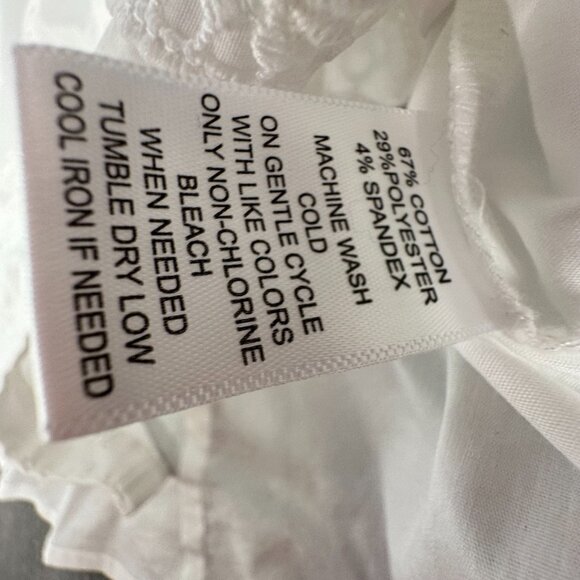 67% COTTON
29%POLYESTER
4% SPANDEX
MACHINE WASH
COLD
ON GENTLE CYCLE
WITH LIKE COLORS
ONLY NON-CHLORINE
BLEACH
WHEN NEEDED
TUMBLE DRY LOW
COOL IRON IF NEEDED